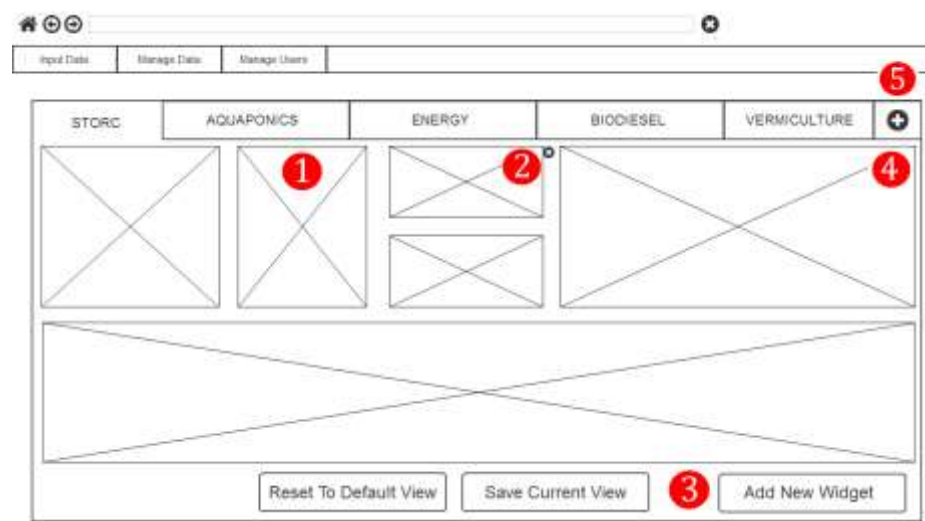 Input Data Manage Data Manage Users
5
STORC AQUAPONICS ENERGY BIODIESEL VERMICULTURE
1 2 4
Reset To Default View Save Current View 3 Add New Widget